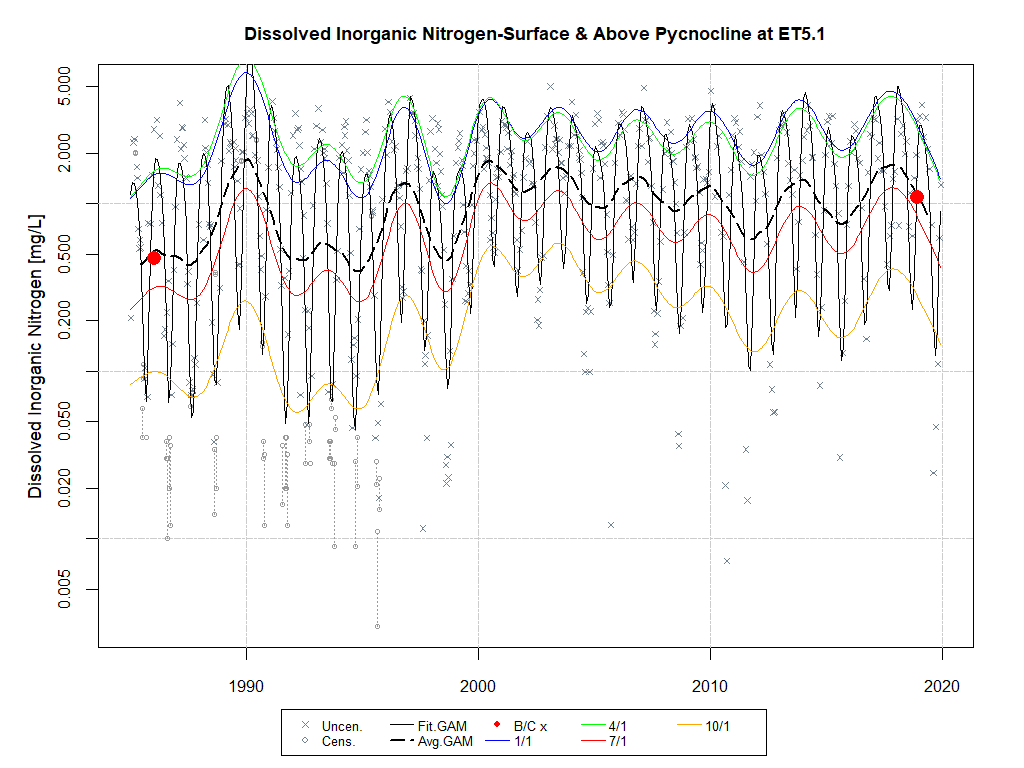 Dissolved Inorganic Nitrogen-Surface & Above Pycnocline at ET5.1
Dissolved Inorganic Nitrogen [mg/L]
5.000
2.000
0.500
0.200
0.050
0.020
0.005
1990 2000 2010 2020
Uncen. Fit.GAM B/C x 4/1 10/1
Cens. Avg.GAM 1/1 7/1